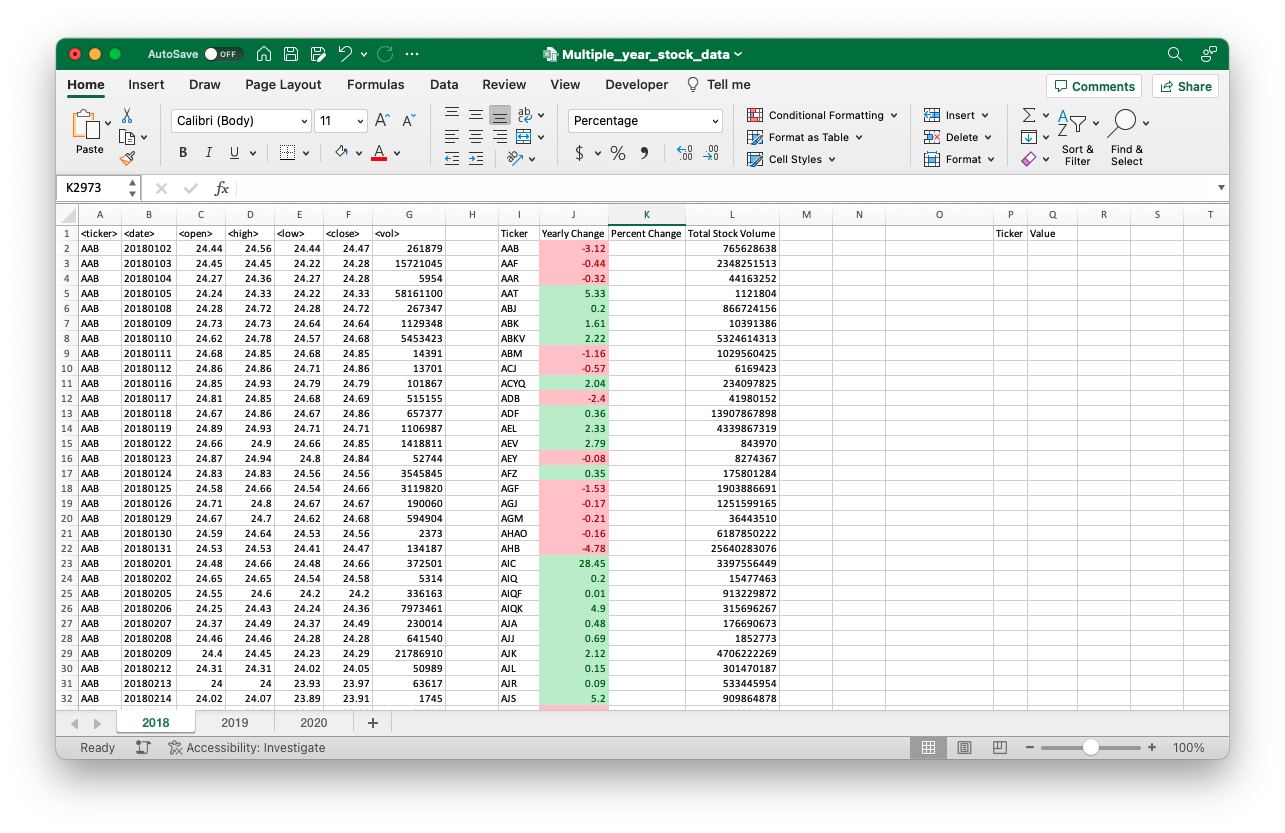 AutoSave OFF ... Multiple_year_stock_data
Home Insert Draw Page Layout Formulas Data Review View Developer Tell me Comments Share
Paste Calibri (Body) 11 A A ab Percentage Conditional Formatting Insert
B I U A $ % Format as Table Delete Sort & Filter Find & Select
Cell Styles Format
K2973 fx
A B C D E F G H I J K L M N O P Q R S T
1 <ticker> <date> <open> <high> <low> <close> <vol> Ticker Yearly Change Percent Change Total Stock Volume Ticker Value
2 AAB 20180102 24.44 24.56 24.44 24.47 261879 AAB -3.12 765628638
3 AAB 20180103 24.45 24.45 24.22 24.28 15721045 AAF -0.44 2348251513
4 AAB 20180104 24.27 24.36 24.27 24.28 5954 AAR -0.32 44163252
5 AAB 20180105 24.24 24.33 24.22 24.33 58161100 AAT 5.33 1121804
6 AAB 20180108 24.28 24.72 24.28 24.72 267347 ABJ 0.2 866724156
7 AAB 20180109 24.73 24.73 24.64 24.64 1129348 ABK 1.61 10391386
8 AAB 20180110 24.62 24.78 24.57 24.68 5453423 ABKV 2.22 5324614313
9 AAB 20180111 24.68 24.85 24.68 24.85 14391 ABM -1.16 1029560425
10 AAB 20180112 24.86 24.86 24.71 24.86 13701 ACJ -0.57 6169423
11 AAB 20180116 24.85 24.93 24.79 24.79 101867 ACYQ 2.04 234097825
12 AAB 20180117 24.81 24.85 24.68 24.69 515155 ADB -2.4 41980152
13 AAB 20180118 24.67 24.86 24.67 24.86 657377 ADF 0.36 13907867898
14 AAB 20180119 24.89 24.93 24.71 24.71 1106987 AEL 2.33 4339867319
15 AAB 20180122 24.66 24.9 24.66 24.85 1418811 AEV 2.79 843970
16 AAB 20180123 24.87 24.94 24.8 24.84 52744 AEY -0.08 8274367
17 AAB 20180124 24.83 24.83 24.56 24.56 3545845 AFZ 0.35 175801284
18 AAB 20180125 24.58 24.66 24.54 24.66 3119820 AGF -1.53 1903886691
19 AAB 20180126 24.71 24.8 24.67 24.67 190060 AGJ -0.17 1251599165
20 AAB 20180129 24.67 24.7 24.62 24.68 594904 AGM -0.21 36443510
21 AAB 20180130 24.59 24.64 24.53 24.56 2373 AHAO -0.16 6187850222
22 AAB 20180131 24.53 24.53 24.41 24.47 134187 AHB -4.78 25640283076
23 AAB 20180201 24.48 24.66 24.48 24.66 372501 AIC 28.45 3397556449
24 AAB 20180202 24.65 24.65 24.54 24.58 5314 AIQ 0.2 15477463
25 AAB 20180205 24.55 24.6 24.2 24.2 336163 AIQF 0.01 913229872
26 AAB 20180206 24.25 24.43 24.24 24.36 7973461 AIQK 4.9 315696267
27 AAB 20180207 24.37 24.49 24.37 24.49 230014 AJA 0.48 176690673
28 AAB 20180208 24.46 24.46 24.28 24.28 641540 AJJ 0.69 1852773
29 AAB 20180209 24.4 24.45 24.23 24.29 21786910 AJK 2.12 4706222269
30 AAB 20180212 24.31 24.31 24.02 24.05 50989 AJL 0.15 301470187
31 AAB 20180213 24 24 23.93 23.97 63617 AJR 0.09 533445954
32 AAB 20180214 24.02 24.07 23.89 23.91 1745 AJS 5.2 909864878
2018 2019 2020 +
Ready Accessibility: Investigate - + 100%